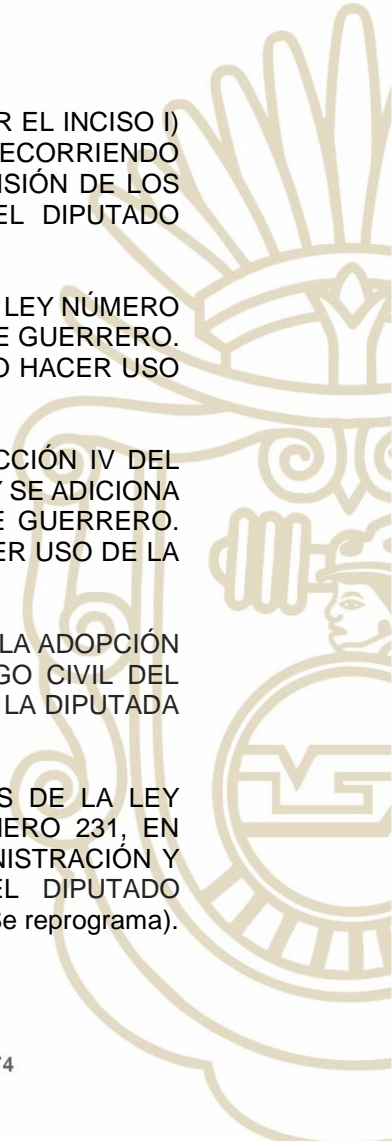 R EL INCISO I)
ECORRIENDO
ISIÓN DE LOS
EL DIPUTADO
LEY NÚMERO
E GUERRERO.
O HACER USO
CCIÓN IV DEL
Y SE ADICIONA
E GUERRERO.
ER USO DE LA
LA ADOPCIÓN
GO CIVIL DEL
LA DIPUTADA
S DE LA LEY
MERO 231, EN
NISTRACIÓN Y
EL DIPUTADO
Se reprograma).
74